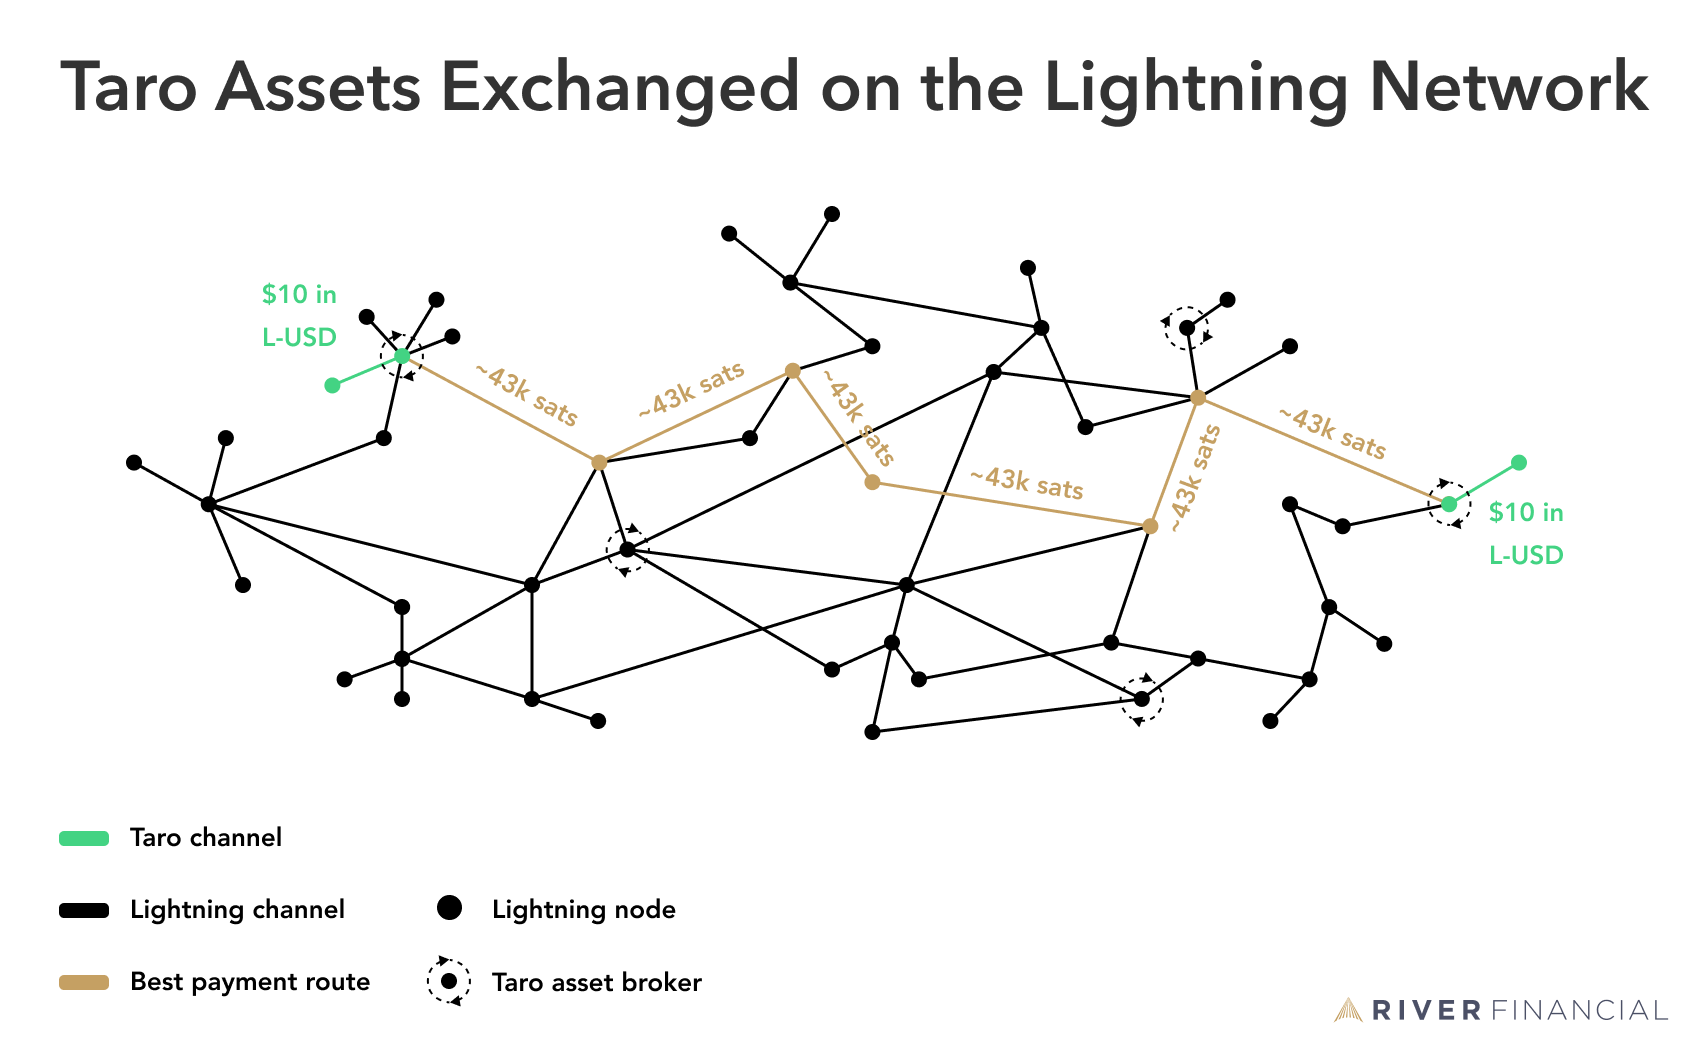 Taro Assets Exchanged on the Lightning Network
$10 in
L-USD
~43k sats
~43k sats
~43k sats
~43k sats
~43k sats
~43k sats
$10 in
L-USD
Taro channel
Lightning channel
Lightning node
Best payment route
Taro asset broker
RIVER FINANCIAL